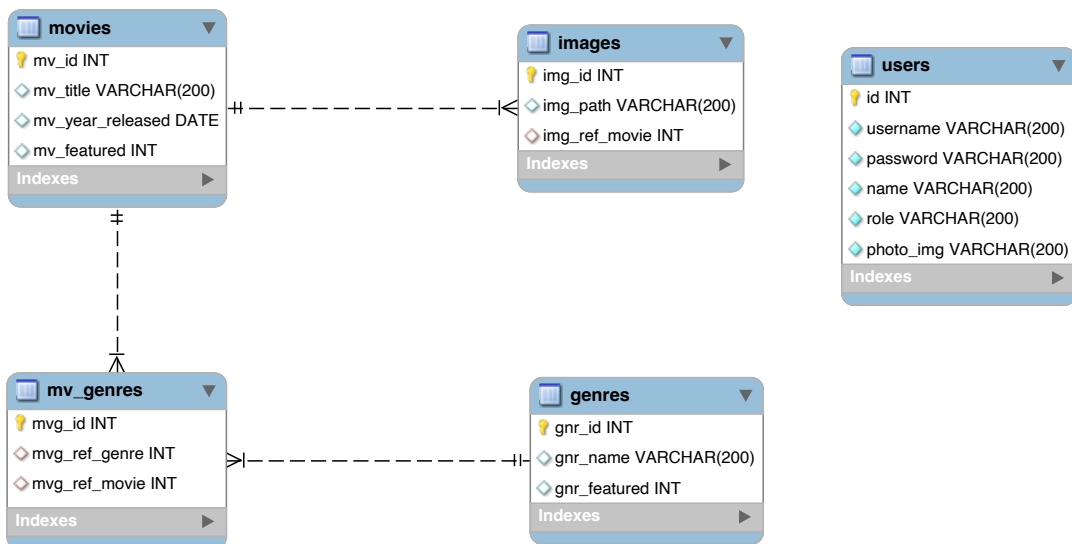 movies
mv_id INT
mv_title VARCHAR(200)
mv_year_released DATE
mv_featured INT
Indexes
images
img_id INT
img_path VARCHAR(200)
img_ref_movie INT
Indexes
users
id INT
username VARCHAR(200)
password VARCHAR(200)
name VARCHAR(200)
role VARCHAR(200)
photo_img VARCHAR(200)
Indexes
mv_genres
mvg_id INT
mvg_ref_genre INT
mvg_ref_movie INT
Indexes
genres
gnr_id INT
gnr_name VARCHAR(200)
gnr_featured INT
Indexes